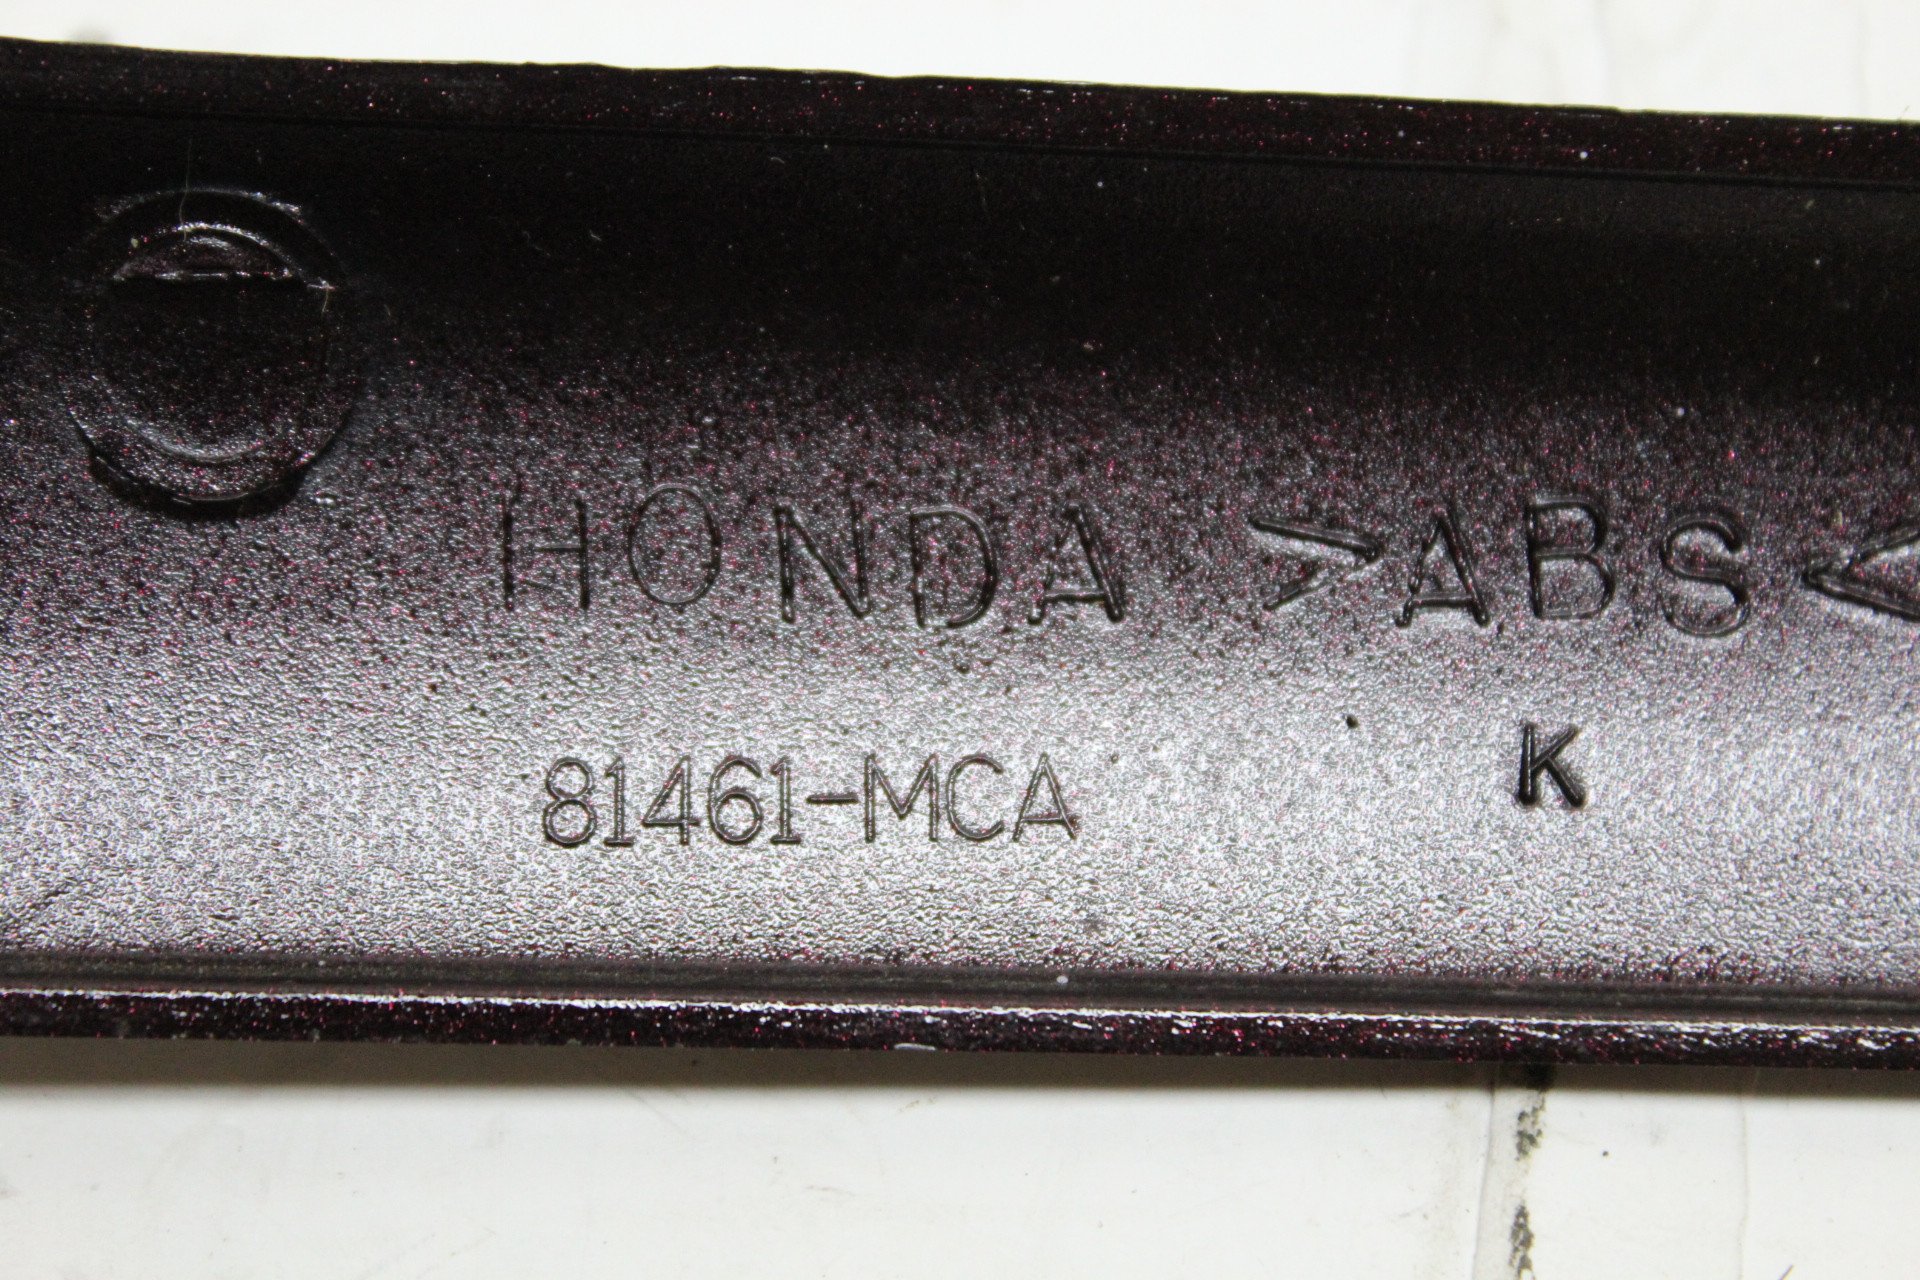 HONDA >ABS<
81461-MCA K